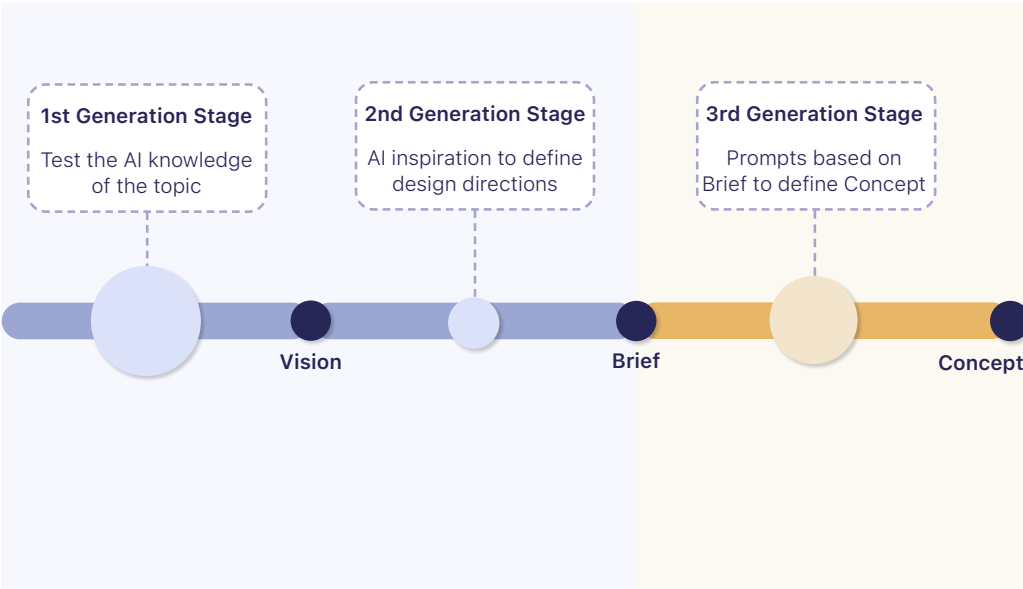 1st Generation Stage
Test the AI knowledge
of the topic
2nd Generation Stage
AI inspiration to define
design directions
3rd Generation Stage
Prompts based on
Brief to define Concept
Vision
Brief
Concept